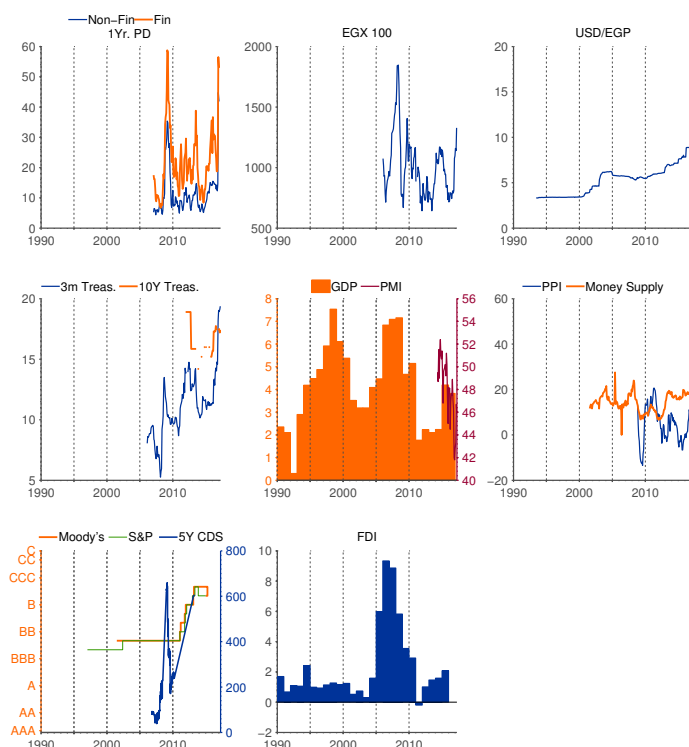 Non−Fin Fin
1Yr. PD
60
50
40
30
20
10
0
1990 2000 2010
EGX 100
2000
1500
1000
500
1990 2000 2010
USD/EGP
20
15
10
5
0
1990 2000 2010
3m Treas. 10Y Treas.
20
15
10
5
1990 2000 2010
GDP PMI
8
7
6
5
4
3
2
1
0
56
54
52
50
48
46
44
42
40
1990 2000 2010
PPI Money Supply
60
40
20
0
−20
1990 2000 2010
Moody's S&P 5Y CDS
C
CC
CCC
B
BB
BBB
A
AA
AAA
800
600
400
200
0
1990 2000 2010
FDI
10
8
6
4
2
0
−2
1990 2000 2010